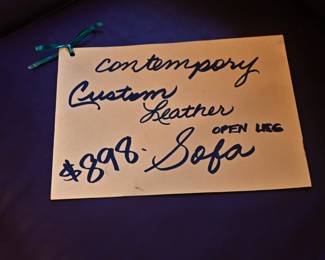 contempory
Custom
Leather
OPEN LEG
$898. Sofa